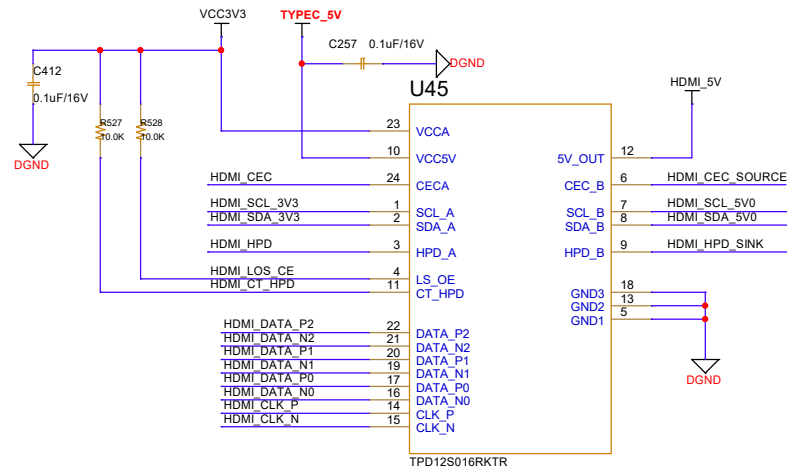 VCC3V3
TYPEC_5V
C257
0.1uF/16V
DGND
C412
0.1uF/16V
U45
HDMI_5V
R527
10.0K
R528
10.0K
DGND
23
VCCA
10
VCC5V
5V_OUT
12
HDMI_CEC
24
CECA
CEC_B
6
HDMI_CEC_SOURCE
HDMI_SCL_3V3
1
SCL_A
SCL_B
7
HDMI_SCL_5V0
HDMI_SDA_3V3
2
SDA_A
SDA_B
8
HDMI_SDA_5V0
HDMI_HPD
3
HPD_A
HPD_B
9
HDMI_HPD_SINK
HDMI_LOS_CE
4
LS_OE
HDMI_CT_HPD
11
CT_HPD
GND3
18
GND2
13
GND1
5
DGND
HDMI_DATA_P2
22
DATA_P2
HDMI_DATA_N2
21
DATA_N2
HDMI_DATA_P1
20
DATA_P1
HDMI_DATA_N1
19
DATA_N1
HDMI_DATA_P0
17
DATA_P0
HDMI_DATA_N0
16
DATA_N0
HDMI_CLK_P
14
CLK_P
HDMI_CLK_N
15
CLK_N
TPD12S016RKTR